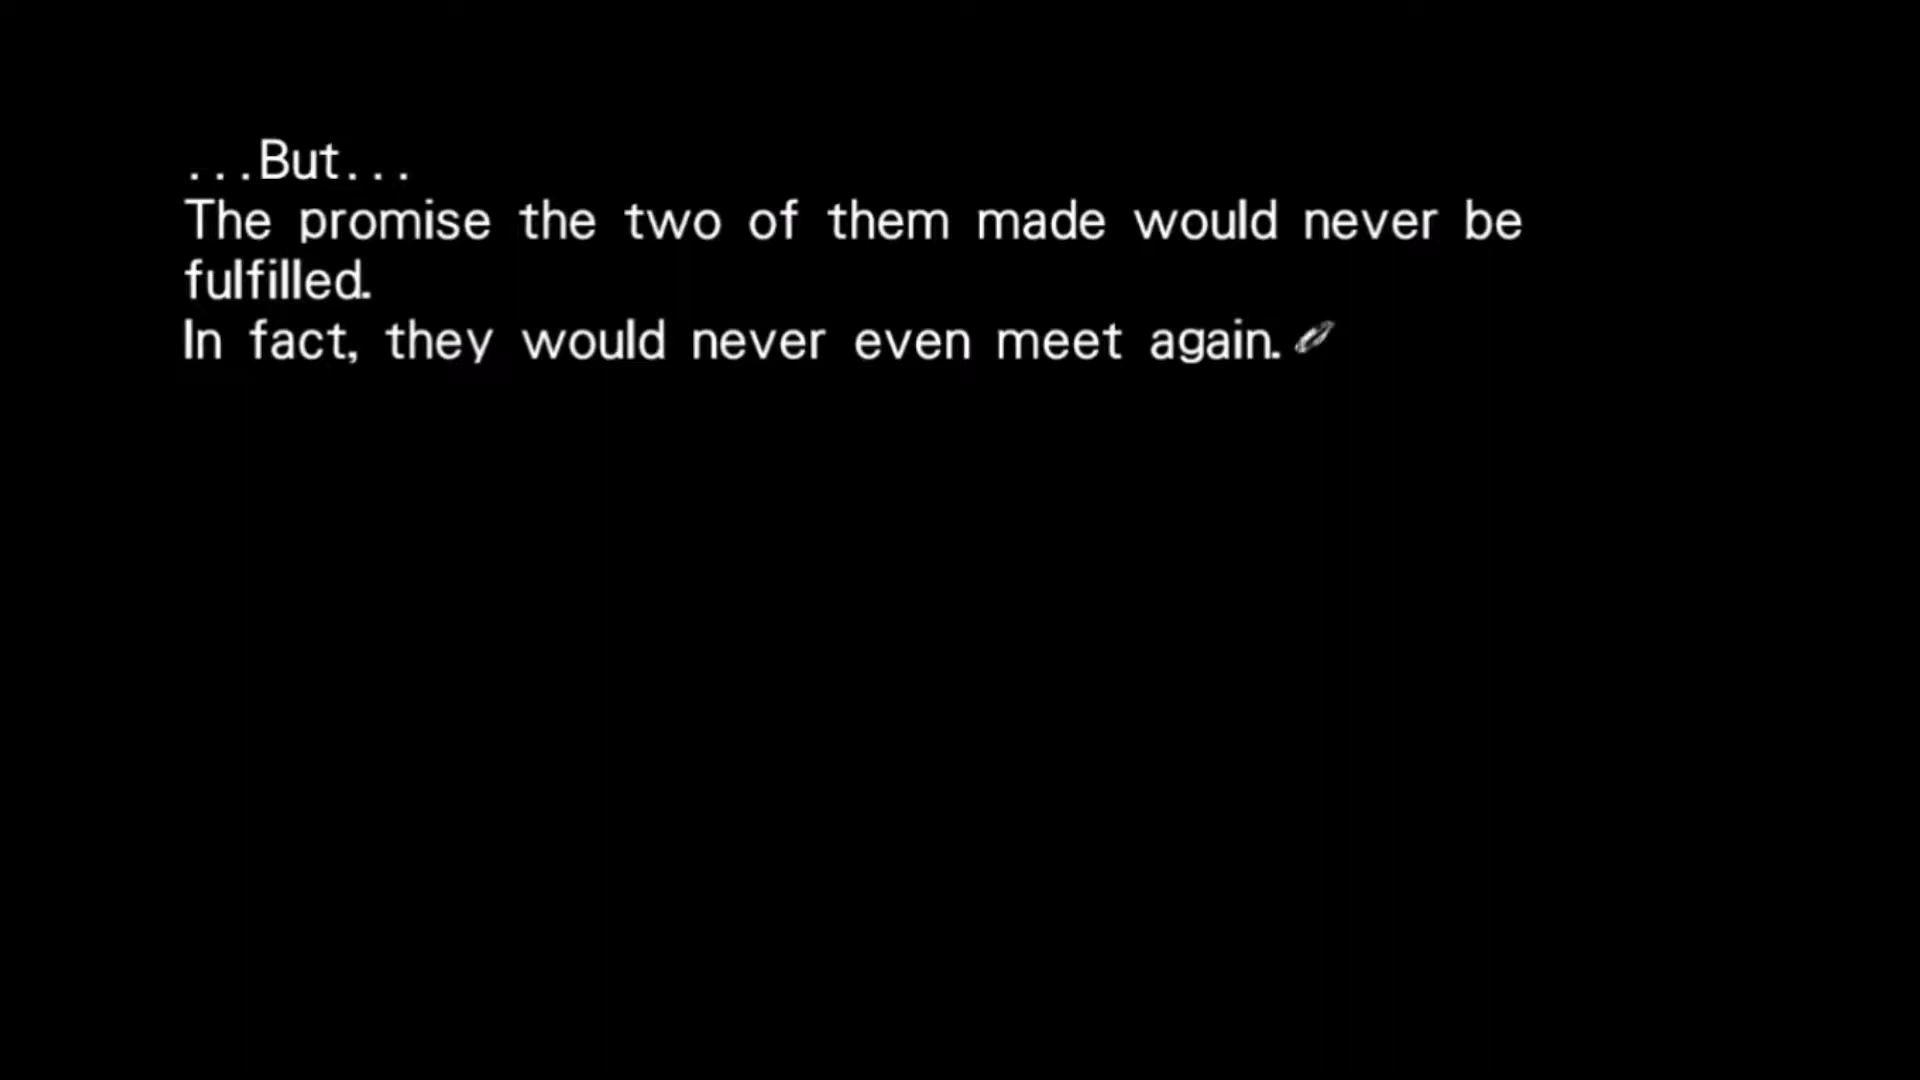 ...But...
The promise the two of them made would never be
fulfilled.
In fact, they would never even meet again.